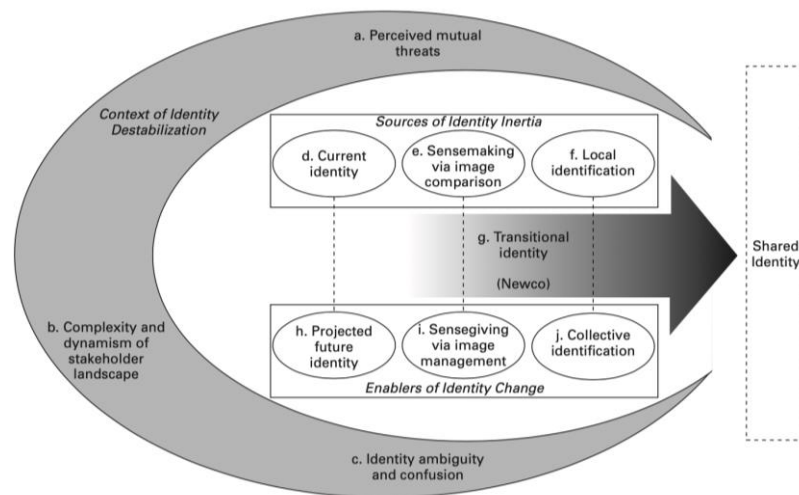 a. Perceived mutual
threats
Context of Identity
Destabilization
Sources of Identity Inertia
d. Current
identity
e. Sensemaking
via image
comparison
f. Local
identification
g. Transitional
identity
(Newco)
Shared
Identity
b. Complexity and
dynamism of
stakeholder
landscape
h. Projected
future
identity
i. Sensegiving
via image
management
j. Collective
identification
Enablers of Identity Change
c. Identity ambiguity
and confusion